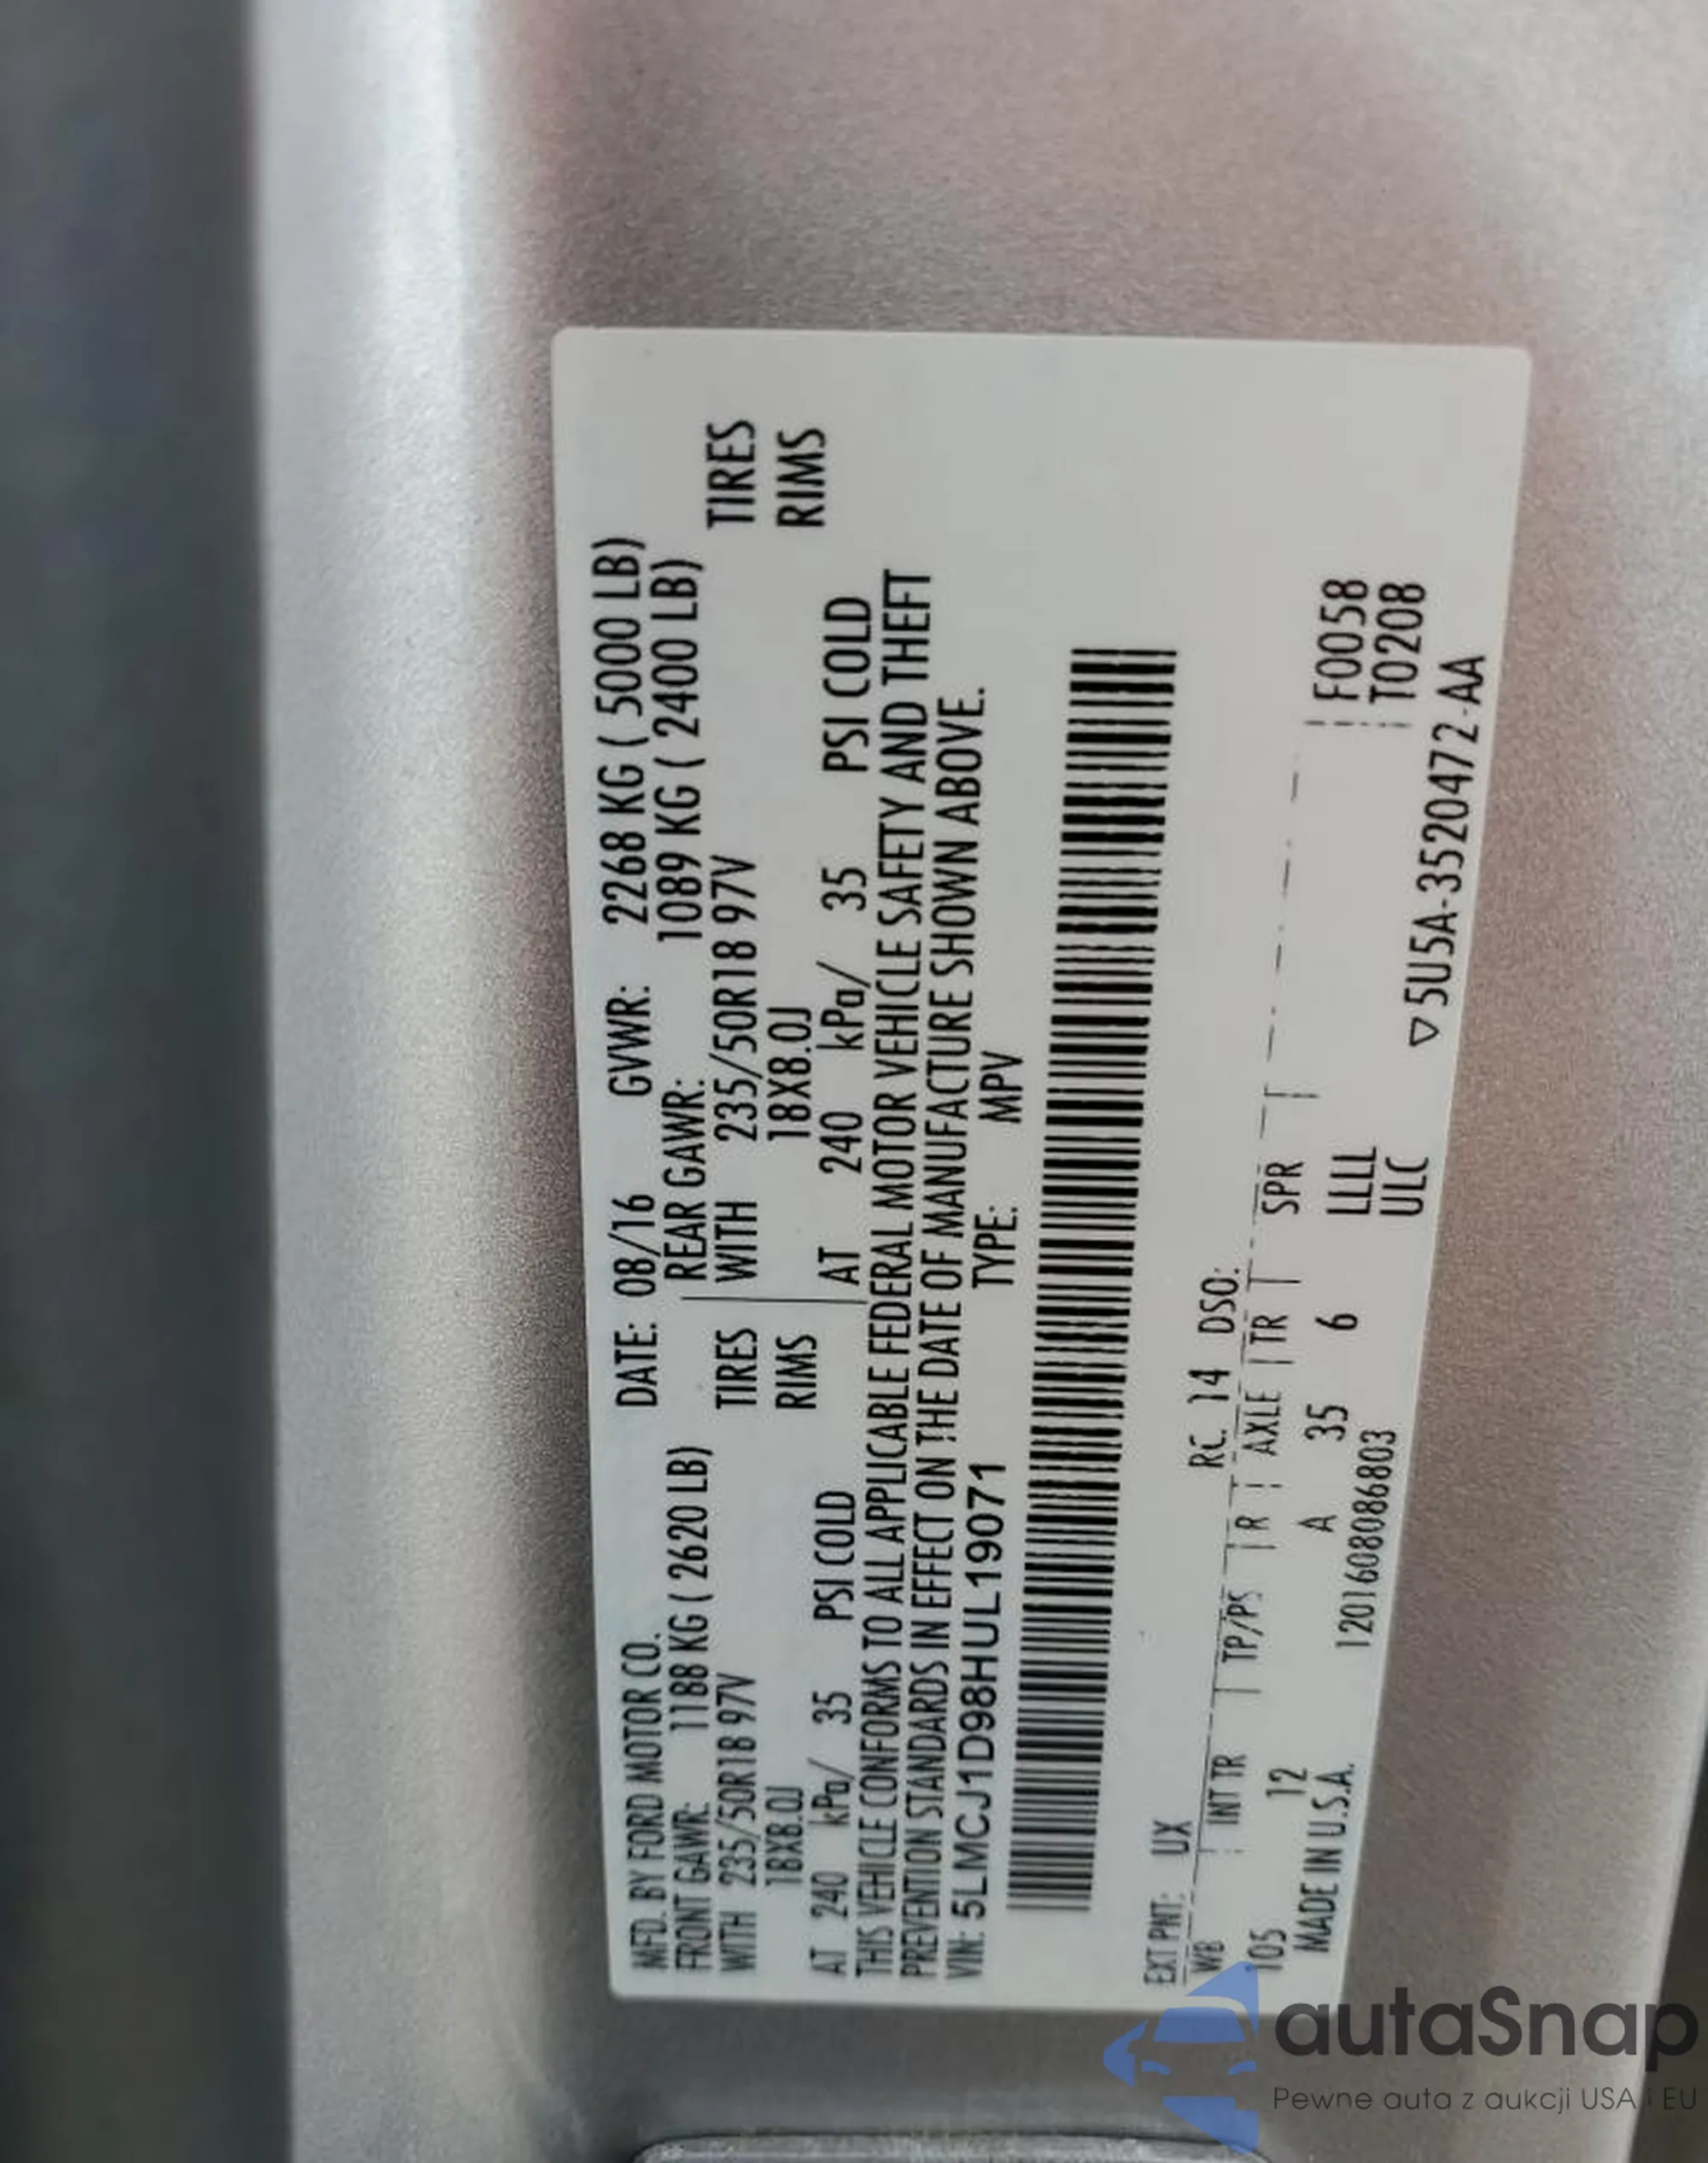 MFD. BY FORD MOTOR CO. DATE: 08/16 GVWR: 2268 KG ( 5000 LB)
FRONT GAWR: 1188 KG ( 2620 LB) REAR GAWR: 1089 KG ( 2400 LB)
WITH 235/50R18 97V TIRES WITH 235/50R18 97V TIRES
18X8.0J RIMS 18X8.0J RIMS
AT 240 kPa/ 35 PSI COLD AT 240 kPa/ 35 PSI COLD
THIS VEHICLE CONFORMS TO ALL APPLICABLE FEDERAL MOTOR VEHICLE SAFETY AND THEFT
PREVENTION STANDARDS IN EFFECT ON THE DATE OF MANUFACTURE SHOWN ABOVE.
VIN: 5LMCJ1D98HUL19071 TYPE: MPV
EXT PNT: UX RC: 14 DSO:
WB INT TR TP/PS R AXLE TR SPR
105 12 A 35 6 LLLL F0058
MADE IN U.S.A. 1201608086803 ULC T0208
▽5U5A-3520472-AA
autaSnap
Pewne auta z aukcji USA i EU